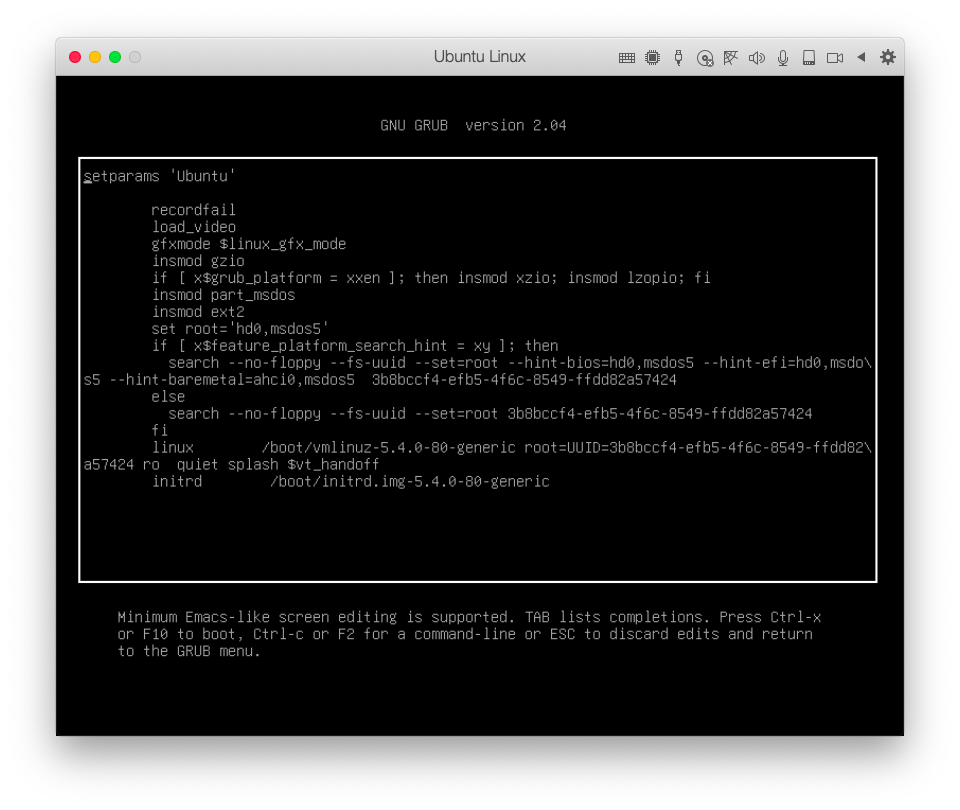 Ubuntu Linux
GNU GRUB  version 2.04
setparams 'Ubuntu'
recordfail
load_video
gfxmode $linux_gfx_mode
insmod gzio
if [ x$grub_platform = xxen ]; then insmod xzio; insmod lzopio; fi
insmod part_msdos
insmod ext2
set root='hd0,msdos5'
if [ x$feature_platform_search_hint = xy ]; then
search --no-floppy --fs-uuid --set=root --hint-bios=hd0,msdos5 --hint-efi=hd0,msdo\
s5 --hint-baremetal=ahci0,msdos5  3b8bccf4-efb5-4f6c-8549-ffdd82a57424
else
search --no-floppy --fs-uuid --set=root 3b8bccf4-efb5-4f6c-8549-ffdd82a57424
fi
linux        /boot/vmlinuz-5.4.0-80-generic root=UUID=3b8bccf4-efb5-4f6c-8549-ffdd82\
a57424 ro  quiet splash $vt_handoff
initrd        /boot/initrd.img-5.4.0-80-generic
Minimum Emacs-like screen editing is supported. TAB lists completions. Press Ctrl-x
or F10 to boot, Ctrl-c or F2 for a command-line or ESC to discard edits and return
to the GRUB menu.